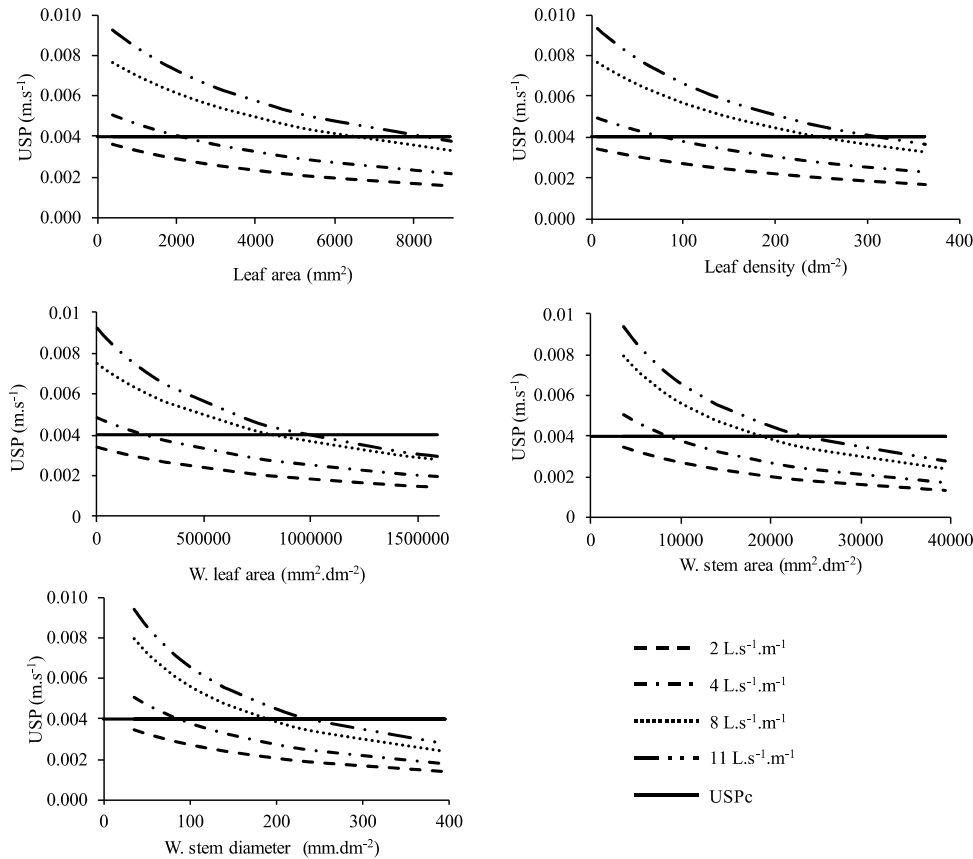 0.010
0.008
0.006
0.004
0.002
0.000
USP (m.s⁻¹)
0 2000 4000 6000 8000
Leaf area (mm²)
0.010
0.008
0.006
0.004
0.002
0.000
USP (m.s⁻¹)
0 100 200 300 400
Leaf density (dm⁻²)
0.01
0.008
0.006
0.004
0.002
0
USP (m.s⁻¹)
0 500000 1000000 1500000
W. leaf area (mm².dm⁻²)
0.01
0.008
0.006
0.004
0.002
0
USP (m.s⁻¹)
0 10000 20000 30000 40000
W. stem area (mm².dm⁻²)
0.010
0.008
0.006
0.004
0.002
0.000
USP (m.s⁻¹)
0 100 200 300 400
W. stem diameter (mm.dm⁻²)
2 L.s⁻¹.m⁻¹
4 L.s⁻¹.m⁻¹
8 L.s⁻¹.m⁻¹
11 L.s⁻¹.m⁻¹
USPc